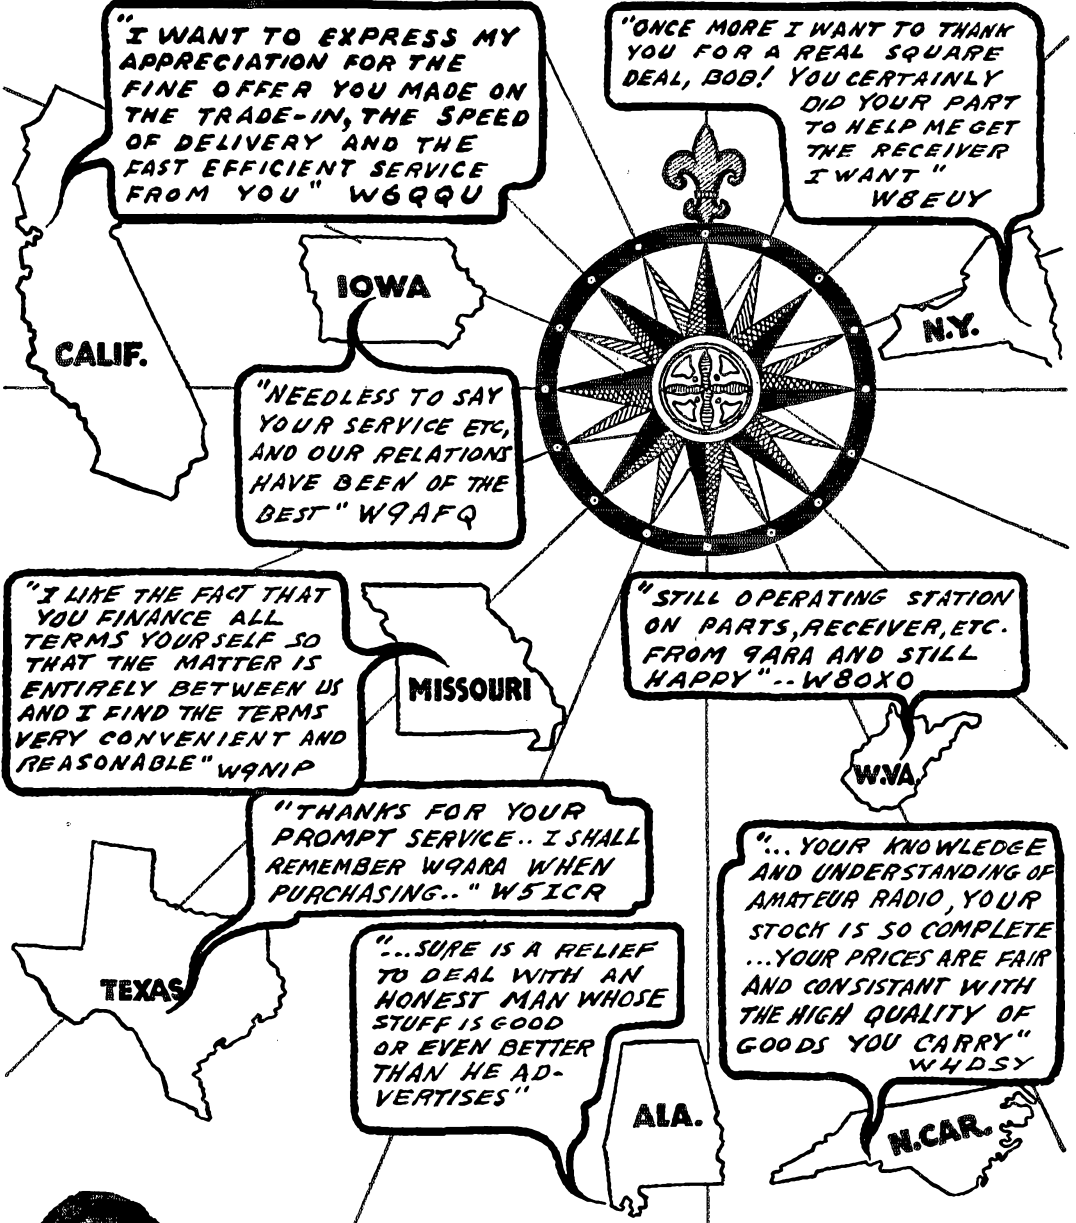 "I WANT TO EXPRESS MY
APPRECIATION FOR THE
FINE OFFER YOU MADE ON
THE TRADE-IN, THE SPEED
OF DELIVERY AND THE
FAST EFFICIENT SERVICE
FROM YOU" W6QQU
"ONCE MORE I WANT TO THANK
YOU FOR A REAL SQUARE
DEAL, BOB! YOU CERTAINLY
DID YOUR PART
TO HELP ME GET
THE RECEIVER
I WANT"
W8EUY
CALIF.
IOWA
N.Y.
"NEEDLESS TO SAY
YOUR SERVICE ETC,
AND OUR RELATIONS
HAVE BEEN OF THE
BEST" W9AFQ
"I LIKE THE FACT THAT
YOU FINANCE ALL
TERMS YOURSELF SO
THAT THE MATTER IS
ENTIRELY BETWEEN US
AND I FIND THE TERMS
VERY CONVENIENT AND
REASONABLE" W9NIP
MISSOURI
"STILL OPERATING STATION
ON PARTS, RECEIVER, ETC.
FROM 9ARA AND STILL
HAPPY"-- W8OXO
W.VA.
"THANKS FOR YOUR
PROMPT SERVICE.. I SHALL
REMEMBER W9ARA WHEN
PURCHASING.." W5ICR
TEXAS
"...SURE IS A RELIEF
TO DEAL WITH AN
HONEST MAN WHOSE
STUFF IS GOOD
OR EVEN BETTER
THAN HE AD-
VERTISES"
ALA.
"... YOUR KNOWLEDGE
AND UNDERSTANDING OF
AMATEUR RADIO, YOUR
STOCK IS SO COMPLETE
...YOUR PRICES ARE FAIR
AND CONSISTANT WITH
THE HIGH QUALITY OF
GOODS YOU CARRY"
W4DSY
N.CAR.